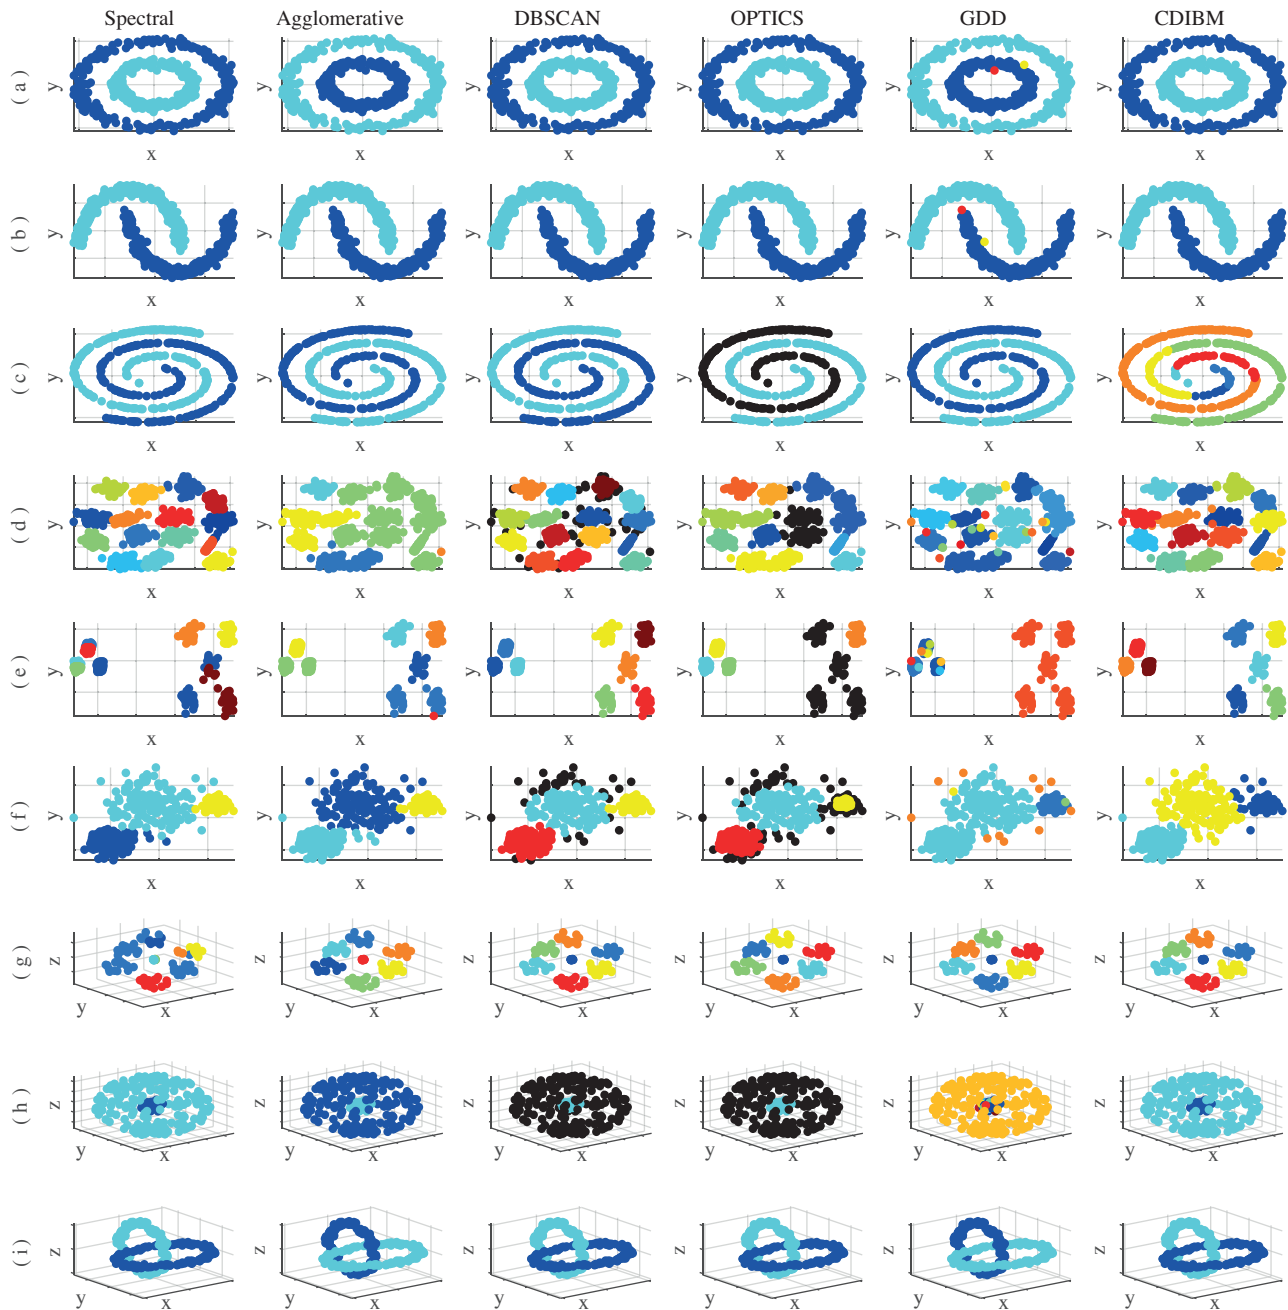 Spectral Agglomerative DBSCAN OPTICS GDD CDIBM
( a ) y y y y y y
x x x x x x
( b ) y y y y y y
x x x x x x
( c ) y y y y y y
x x x x x x
( d ) y y y y y y
x x x x x x
( e ) y y y y y y
x x x x x x
( f ) y y y y y y
x x x x x x
( g ) z z z z z z
y x y x y x y x y x y x
( h ) z z z z z z
y x y x y x y x y x y x
( i ) z z z z z z
y x y x y x y x y x y x